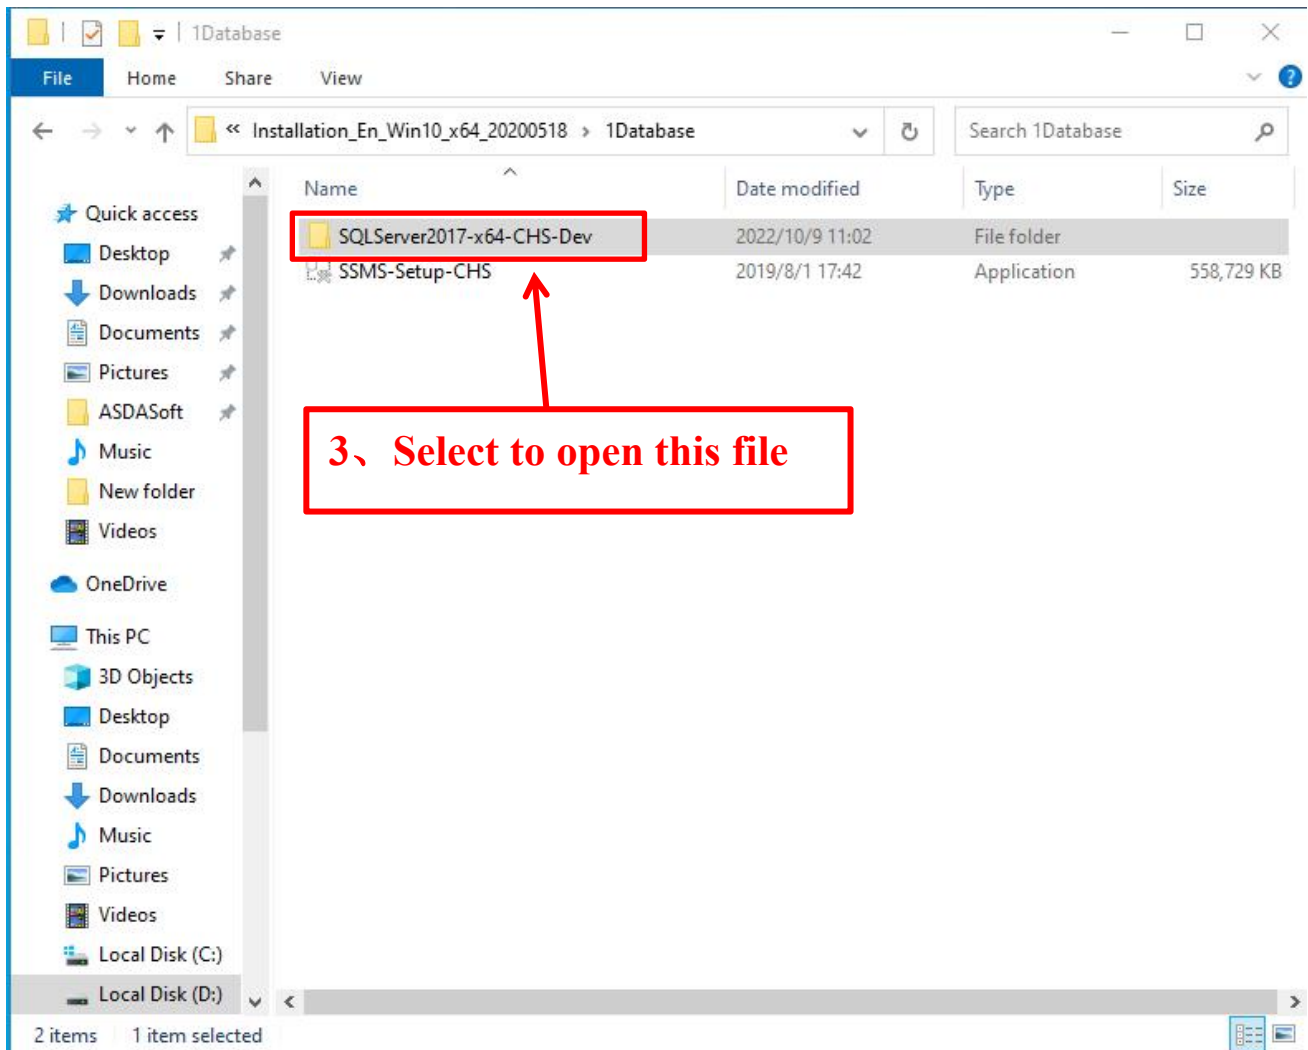 1Database
File Home Share View
« Installation_En_Win10_x64_20200518 › 1Database
Search 1Database
Name Date modified Type Size
SQLServer2017-x64-CHS-Dev 2022/10/9 11:02 File folder
SSMS-Setup-CHS 2019/8/1 17:42 Application 558,729 KB
3、Select to open this file
Quick access
Desktop
Downloads
Documents
Pictures
ASDASoft
Music
New folder
Videos
OneDrive
This PC
3D Objects
Desktop
Documents
Downloads
Music
Pictures
Videos
Local Disk (C:)
Local Disk (D:)
2 items 1 item selected